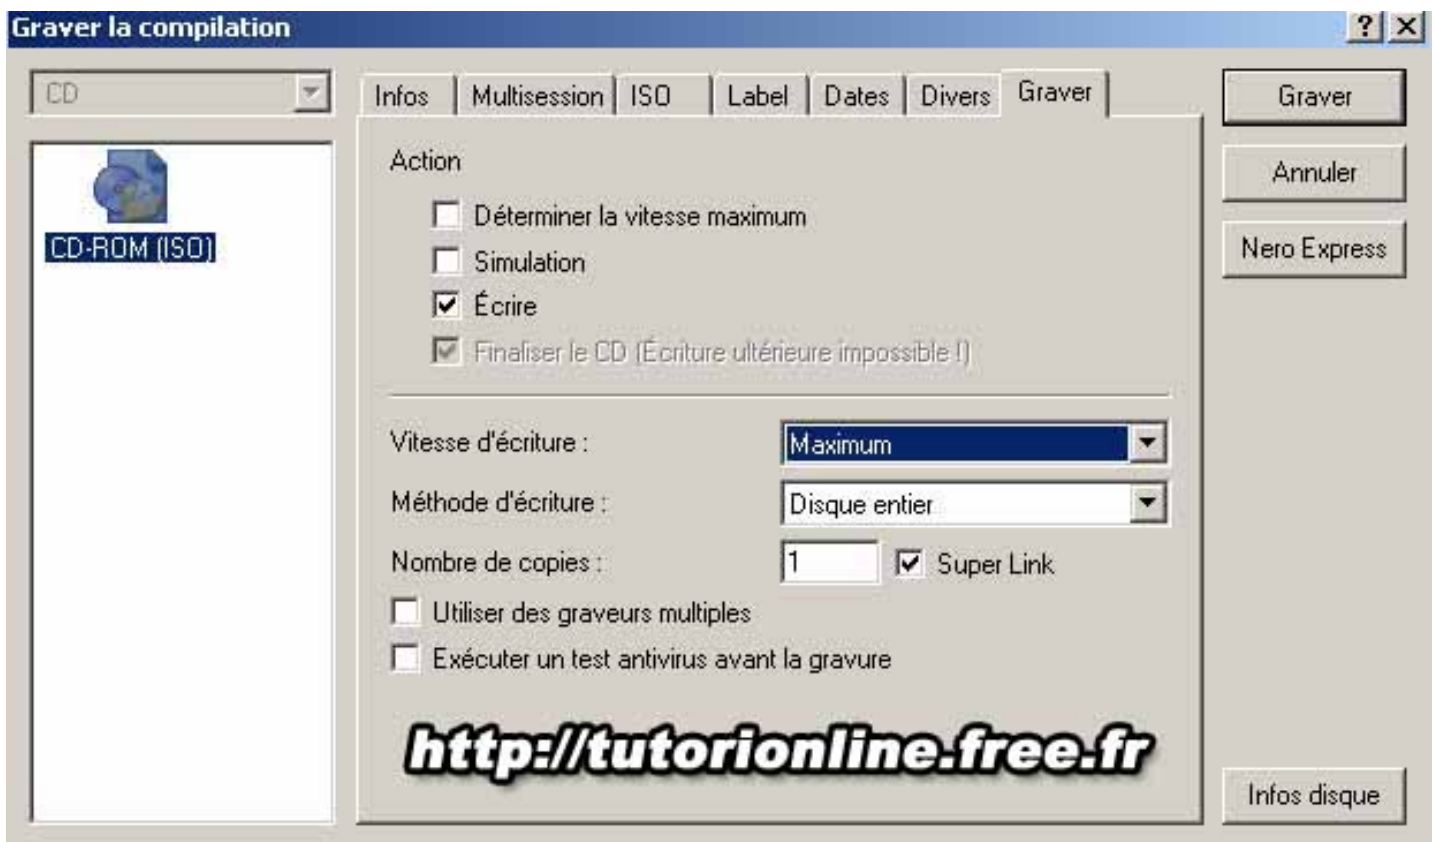 Graver la compilation
CD
CD-ROM (ISO)
Infos Multisession ISO Label Dates Divers Graver
Action
Déterminer la vitesse maximum
Simulation
Écrire
Finaliser le CD (Écriture ultérieure impossible !)
Vitesse d'écriture : Maximum
Méthode d'écriture : Disque entier
Nombre de copies : 1 Super Link
Utiliser des graveurs multiples
Exécuter un test antivirus avant la gravure
http://tutorionline.free.fr
Graver
Annuler
Nero Express
Infos disque